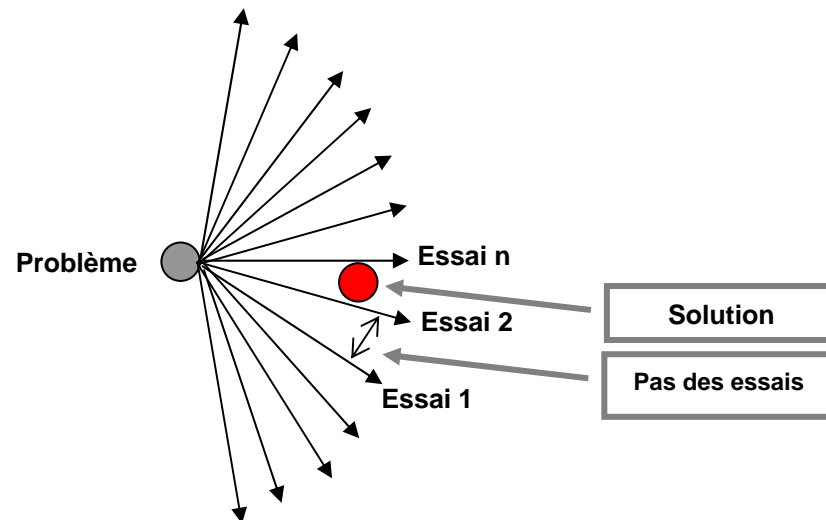 Problème
Essai n
Solution
Essai 2
Pas des essais
Essai 1